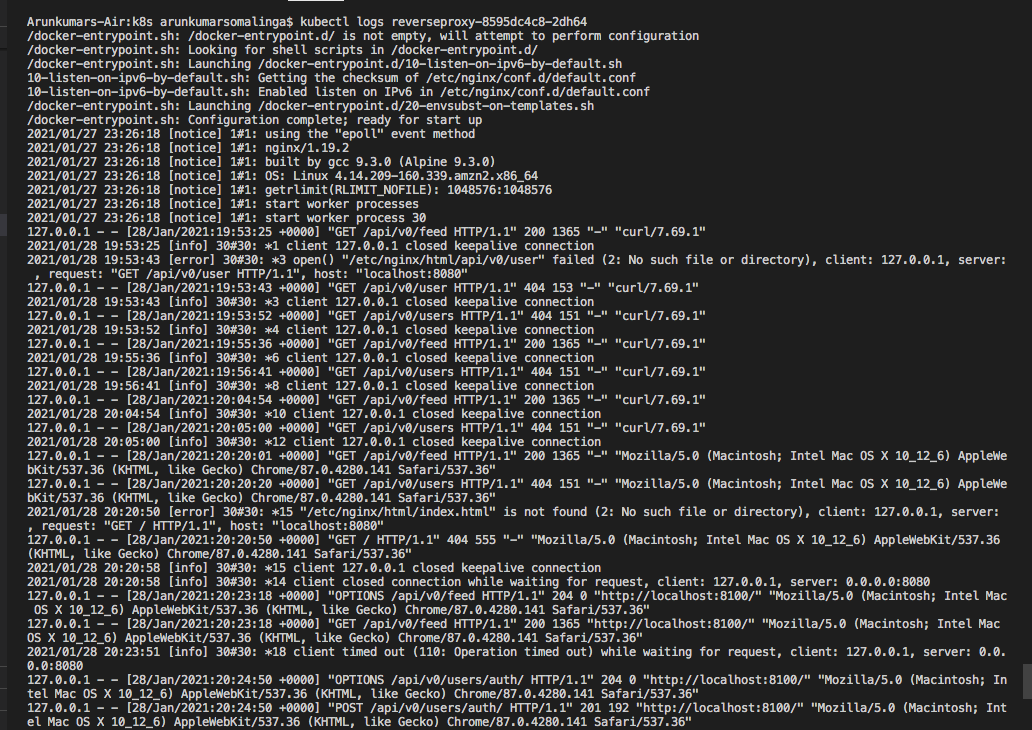 Arunkumars-Air:k8s arunkumarsomalinga$ kubectl logs reverseproxy-8595dc4c8-2dh64
/docker-entrypoint.sh: /docker-entrypoint.d/ is not empty, will attempt to perform configuration
/docker-entrypoint.sh: Looking for shell scripts in /docker-entrypoint.d/
/docker-entrypoint.sh: Launching /docker-entrypoint.d/10-listen-on-ipv6-by-default.sh
10-listen-on-ipv6-by-default.sh: Getting the checksum of /etc/nginx/conf.d/default.conf
10-listen-on-ipv6-by-default.sh: Enabled listen on IPv6 in /etc/nginx/conf.d/default.conf
/docker-entrypoint.sh: Launching /docker-entrypoint.d/20-envsubst-on-templates.sh
/docker-entrypoint.sh: Configuration complete; ready for start up
2021/01/27 23:26:18 [notice] 1#1: using the "epoll" event method
2021/01/27 23:26:18 [notice] 1#1: nginx/1.19.2
2021/01/27 23:26:18 [notice] 1#1: built by gcc 9.3.0 (Alpine 9.3.0)
2021/01/27 23:26:18 [notice] 1#1: OS: Linux 4.14.209-160.339.amzn2.x86_64
2021/01/27 23:26:18 [notice] 1#1: getrlimit(RLIMIT_NOFILE): 1048576:1048576
2021/01/27 23:26:18 [notice] 1#1: start worker processes
2021/01/27 23:26:18 [notice] 1#1: start worker process 30
127.0.0.1 - - [28/Jan/2021:19:53:25 +0000] "GET /api/v0/feed HTTP/1.1" 200 1365 "-" "curl/7.69.1"
2021/01/28 19:53:25 [info] 30#30: *1 client 127.0.0.1 closed keepalive connection
2021/01/28 19:53:43 [error] 30#30: *3 open() "/etc/nginx/html/api/v0/user" failed (2: No such file or directory), client: 127.0.0.1, server:
, request: "GET /api/v0/user HTTP/1.1", host: "localhost:8080"
127.0.0.1 - - [28/Jan/2021:19:53:43 +0000] "GET /api/v0/user HTTP/1.1" 404 153 "-" "curl/7.69.1"
2021/01/28 19:53:43 [info] 30#30: *3 client 127.0.0.1 closed keepalive connection
127.0.0.1 - - [28/Jan/2021:19:53:52 +0000] "GET /api/v0/users HTTP/1.1" 404 151 "-" "curl/7.69.1"
2021/01/28 19:53:52 [info] 30#30: *4 client 127.0.0.1 closed keepalive connection
127.0.0.1 - - [28/Jan/2021:19:55:36 +0000] "GET /api/v0/feed HTTP/1.1" 200 1365 "-" "curl/7.69.1"
2021/01/28 19:55:36 [info] 30#30: *6 client 127.0.0.1 closed keepalive connection
127.0.0.1 - - [28/Jan/2021:19:56:41 +0000] "GET /api/v0/users HTTP/1.1" 404 151 "-" "curl/7.69.1"
2021/01/28 19:56:41 [info] 30#30: *8 client 127.0.0.1 closed keepalive connection
127.0.0.1 - - [28/Jan/2021:20:04:54 +0000] "GET /api/v0/feed HTTP/1.1" 200 1365 "-" "curl/7.69.1"
2021/01/28 20:04:54 [info] 30#30: *10 client 127.0.0.1 closed keepalive connection
127.0.0.1 - - [28/Jan/2021:20:05:00 +0000] "GET /api/v0/users HTTP/1.1" 404 151 "-" "curl/7.69.1"
2021/01/28 20:05:00 [info] 30#30: *12 client 127.0.0.1 closed keepalive connection
127.0.0.1 - - [28/Jan/2021:20:20:01 +0000] "GET /api/v0/feed HTTP/1.1" 200 1365 "-" "Mozilla/5.0 (Macintosh; Intel Mac OS X 10_12_6) AppleWe
bKit/537.36 (KHTML, like Gecko) Chrome/87.0.4280.141 Safari/537.36"
127.0.0.1 - - [28/Jan/2021:20:20:20 +0000] "GET /api/v0/users HTTP/1.1" 404 151 "-" "Mozilla/5.0 (Macintosh; Intel Mac OS X 10_12_6) AppleWe
bKit/537.36 (KHTML, like Gecko) Chrome/87.0.4280.141 Safari/537.36"
2021/01/28 20:20:50 [error] 30#30: *15 "/etc/nginx/html/index.html" is not found (2: No such file or directory), client: 127.0.0.1, server:
, request: "GET / HTTP/1.1", host: "localhost:8080"
127.0.0.1 - - [28/Jan/2021:20:20:50 +0000] "GET / HTTP/1.1" 404 555 "-" "Mozilla/5.0 (Macintosh; Intel Mac OS X 10_12_6) AppleWebKit/537.36
(KHTML, like Gecko) Chrome/87.0.4280.141 Safari/537.36"
2021/01/28 20:20:58 [info] 30#30: *15 client 127.0.0.1 closed keepalive connection
2021/01/28 20:20:58 [info] 30#30: *14 client closed connection while waiting for request, client: 127.0.0.1, server: 0.0.0.0:8080
127.0.0.1 - - [28/Jan/2021:20:23:18 +0000] "OPTIONS /api/v0/feed HTTP/1.1" 204 0 "http://localhost:8100/" "Mozilla/5.0 (Macintosh; Intel Mac
OS X 10_12_6) AppleWebKit/537.36 (KHTML, like Gecko) Chrome/87.0.4280.141 Safari/537.36"
127.0.0.1 - - [28/Jan/2021:20:23:18 +0000] "GET /api/v0/feed HTTP/1.1" 200 1365 "http://localhost:8100/" "Mozilla/5.0 (Macintosh; Intel Mac
OS X 10_12_6) AppleWebKit/537.36 (KHTML, like Gecko) Chrome/87.0.4280.141 Safari/537.36"
2021/01/28 20:23:51 [info] 30#30: *18 client timed out (110: Operation timed out) while waiting for request, client: 127.0.0.1, server: 0.0.
0.0:8080
127.0.0.1 - - [28/Jan/2021:20:24:50 +0000] "OPTIONS /api/v0/users/auth/ HTTP/1.1" 204 0 "http://localhost:8100/" "Mozilla/5.0 (Macintosh; In
tel Mac OS X 10_12_6) AppleWebKit/537.36 (KHTML, like Gecko) Chrome/87.0.4280.141 Safari/537.36"
127.0.0.1 - - [28/Jan/2021:20:24:50 +0000] "POST /api/v0/users/auth/ HTTP/1.1" 201 192 "http://localhost:8100/" "Mozilla/5.0 (Macintosh; Int
el Mac OS X 10_12_6) AppleWebKit/537.36 (KHTML, like Gecko) Chrome/87.0.4280.141 Safari/537.36"